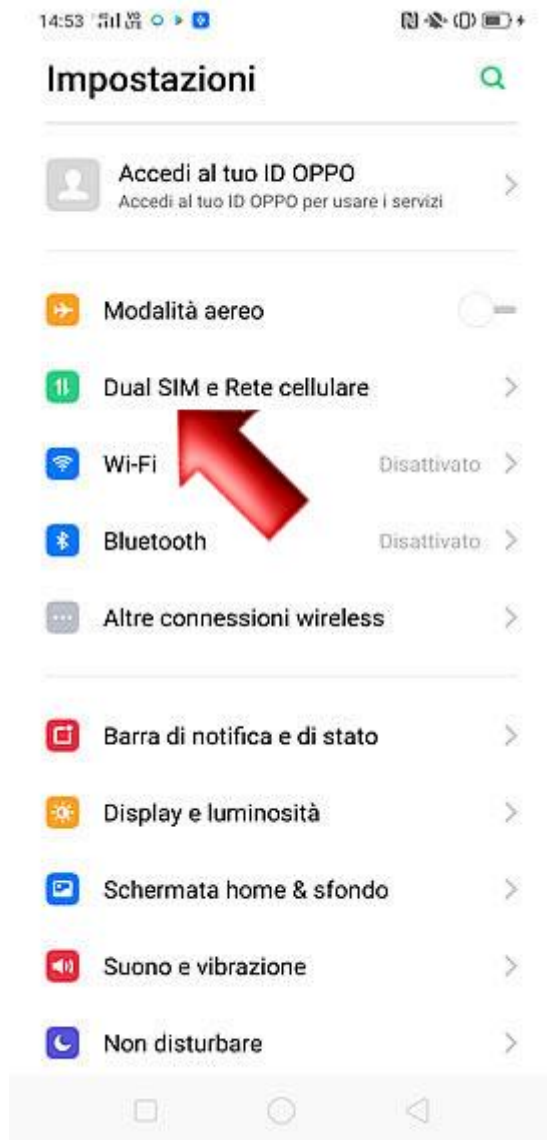 14:53
Impostazioni
Accedi al tuo ID OPPO
Accedi al tuo ID OPPO per usare i servizi
Modalità aereo
Dual SIM e Rete cellulare
Wi-Fi
Disattivato
Bluetooth
Disattivato
Altre connessioni wireless
Barra di notifica e di stato
Display e luminosità
Schermata home & sfondo
Suono e vibrazione
Non disturbare